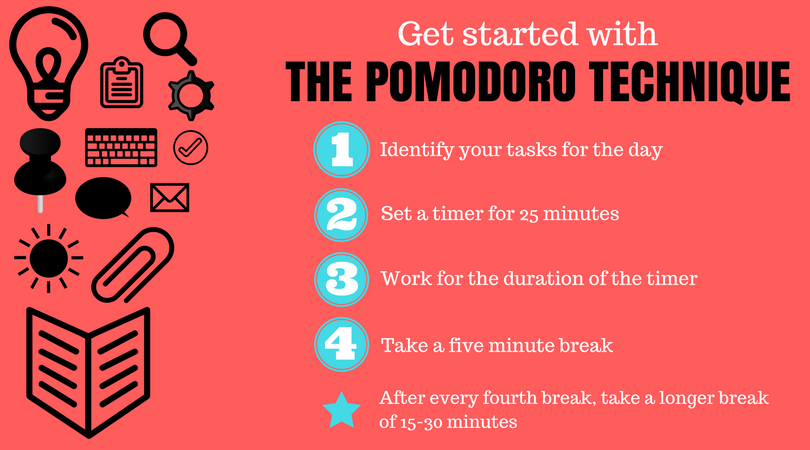 Get started with
THE POMODORO TECHNIQUE
1 Identify your tasks for the day
2 Set a timer for 25 minutes
3 Work for the duration of the timer
4 Take a five minute break
After every fourth break, take a longer break
of 15-30 minutes